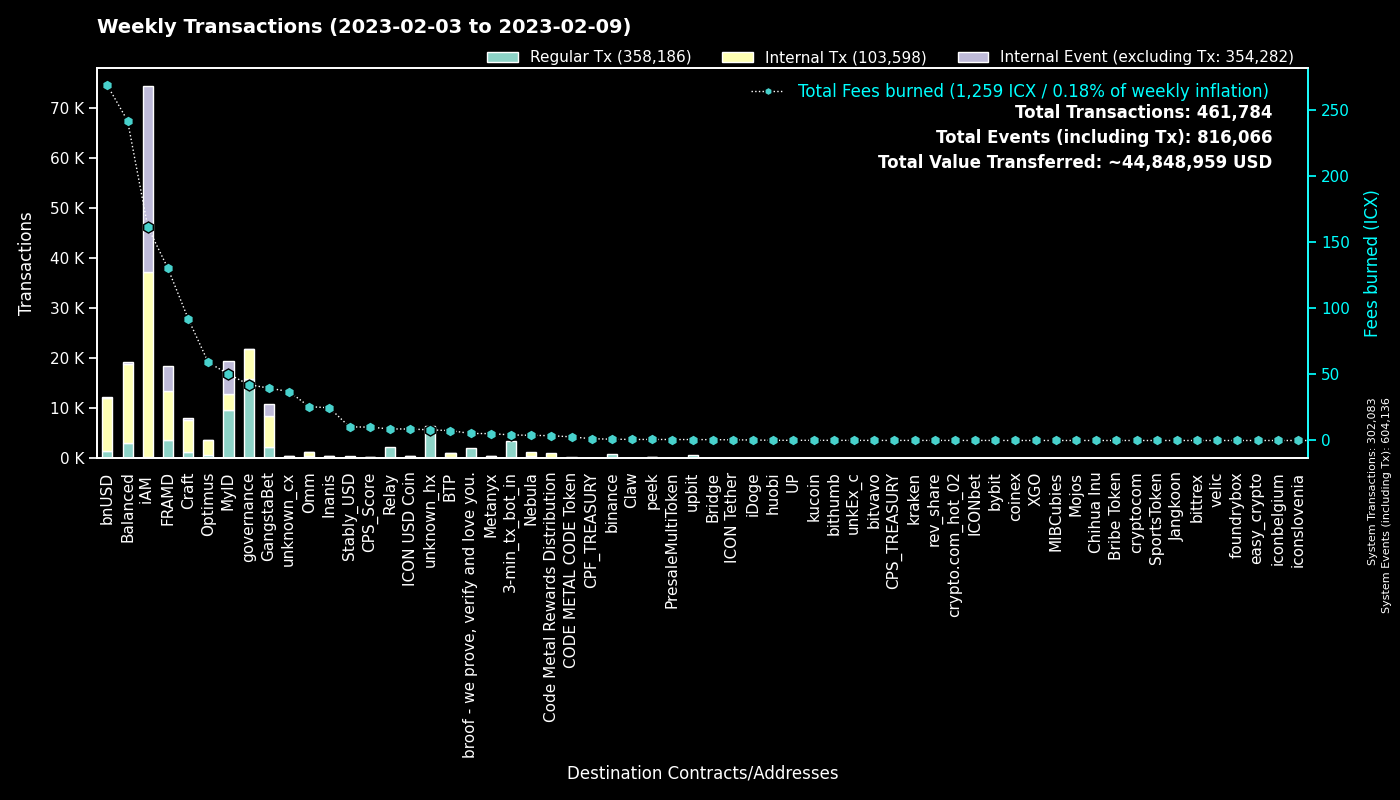 Weekly Transactions (2023-02-03 to 2023-02-09)
Regular Tx (358,186)
Internal Tx (103,598)
Internal Event (excluding Tx: 354,282)
Total Fees burned (1,259 ICX / 0.18% of weekly inflation)
Total Transactions: 461,784
Total Events (including Tx): 816,066
Total Value Transferred: ~44,848,959 USD
Transactions
70 K
60 K
50 K
40 K
30 K
20 K
10 K
0 K
250
200
150
100
50
0
Fees burned (ICX)
System Transactions: 302,083
System Events (including Tx): 604,136
bnUSD
Balanced
iAM
FRAMD
Craft
Optimus
MyID
governance
GangstaBet
unknown_cx
Omm
Inanis
Stably_USD
CPS_Score
Relay
ICON USD Coin
unknown_hx
BTP
broof - we prove, verify and love you.
Metanyx
3-min_tx_bot_in
Nebula
Code Metal Rewards Distribution
CODE METAL CODE Token
CPF_TREASURY
binance
Claw
peek
PresaleMultiToken
upbit
Bridge
ICON Tether
iDoge
huobi
UP
kucoin
bithumb
unkEx_c
bitvavo
CPS_TREASURY
kraken
rev_share
crypto.com_hot_02
ICONbet
bybit
coinex
XGO
MIBCubies
Mojos
Chihua Inu
Bribe Token
cryptocom
SportsToken
Jangkoon
bittrex
velic
foundrybox
easy_crypto
iconbelgium
iconslovenia
Destination Contracts/Addresses